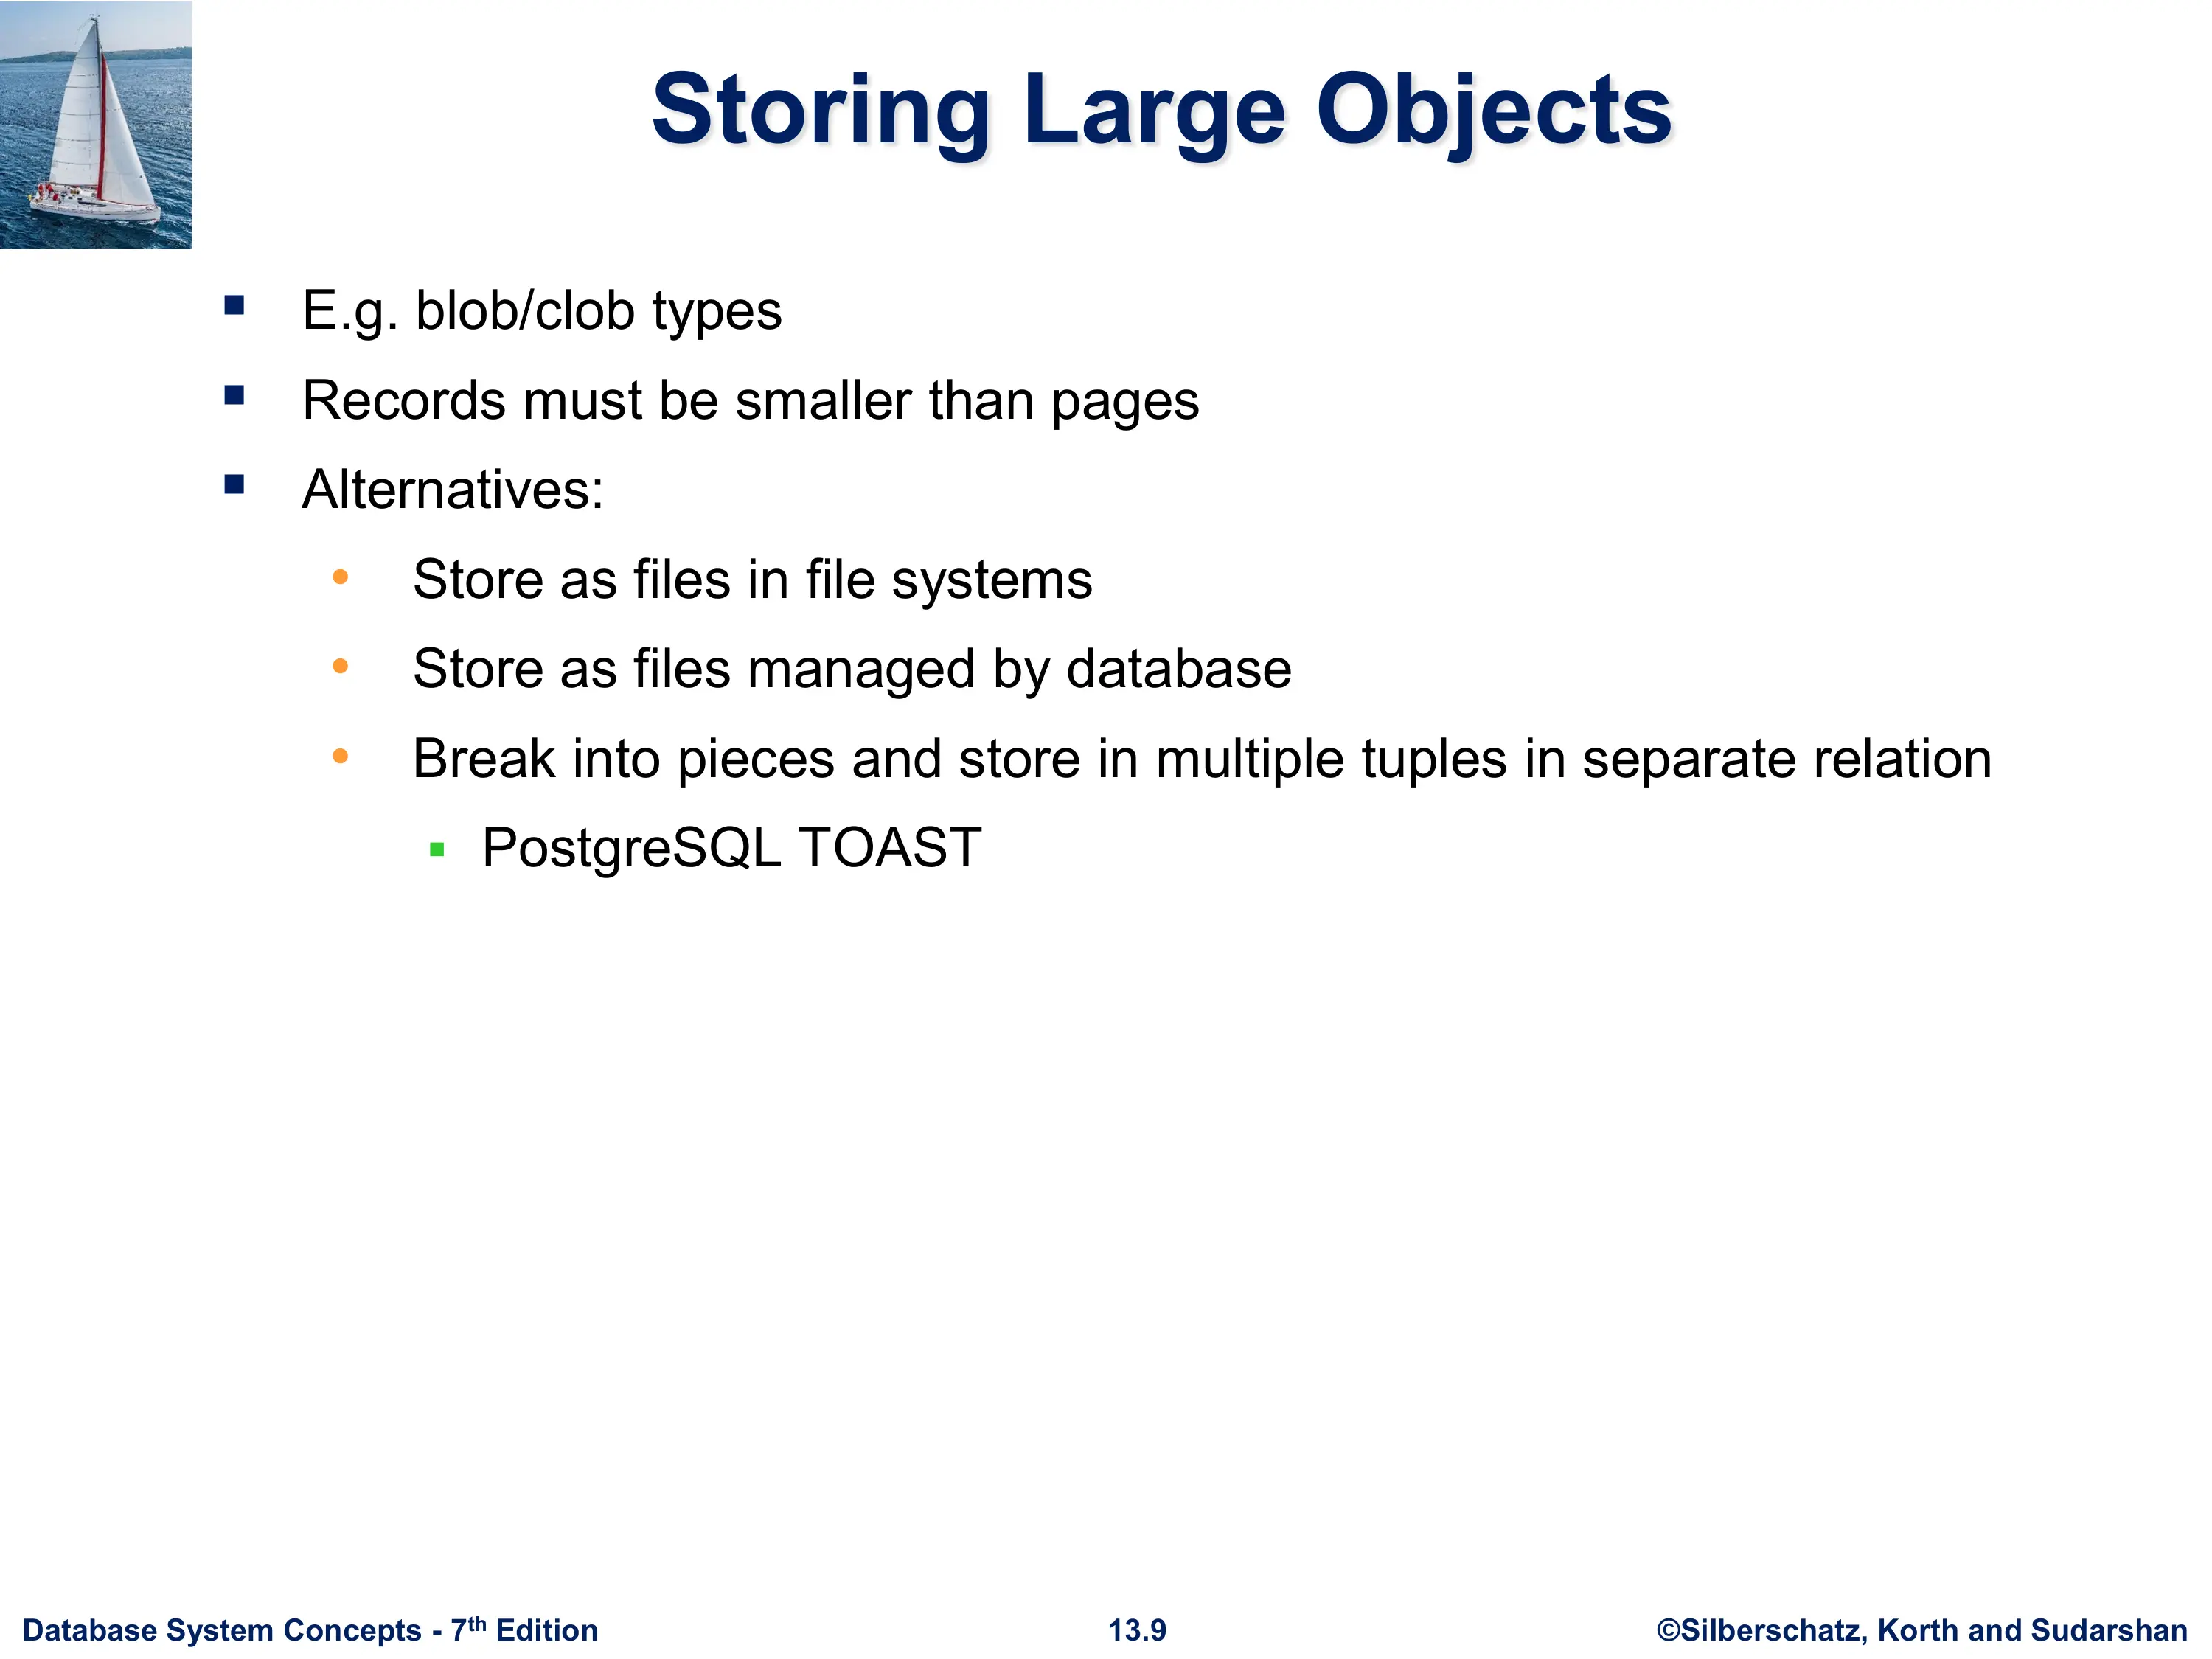 Storing Large Objects
E.g. blob/clob types
Records must be smaller than pages
Alternatives:
Store as files in file systems
Store as files managed by database
Break into pieces and store in multiple tuples in separate relation
PostgreSQL TOAST
Database System Concepts - 7th Edition
13.9
©Silberschatz, Korth and Sudarshan